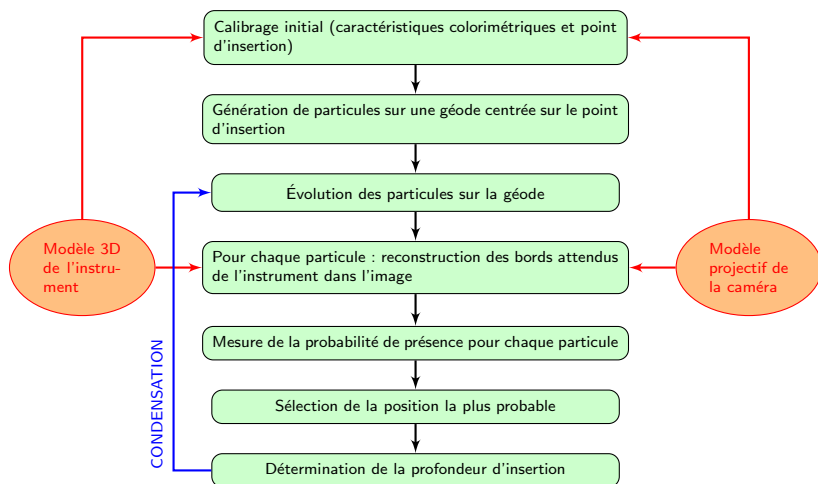 Calibrage initial (caractéristiques colorimétriques et point
d'insertion)
Génération de particules sur une géode centrée sur le point
d'insertion
Évolution des particules sur la géode
Modèle 3D
de l'instru-
ment
Pour chaque particule : reconstruction des bords attendus
de l'instrument dans l'image
Modèle
projectif de
la caméra
Mesure de la probabilité de présence pour chaque particule
CONDENSATION
Sélection de la position la plus probable
Détermination de la profondeur d'insertion